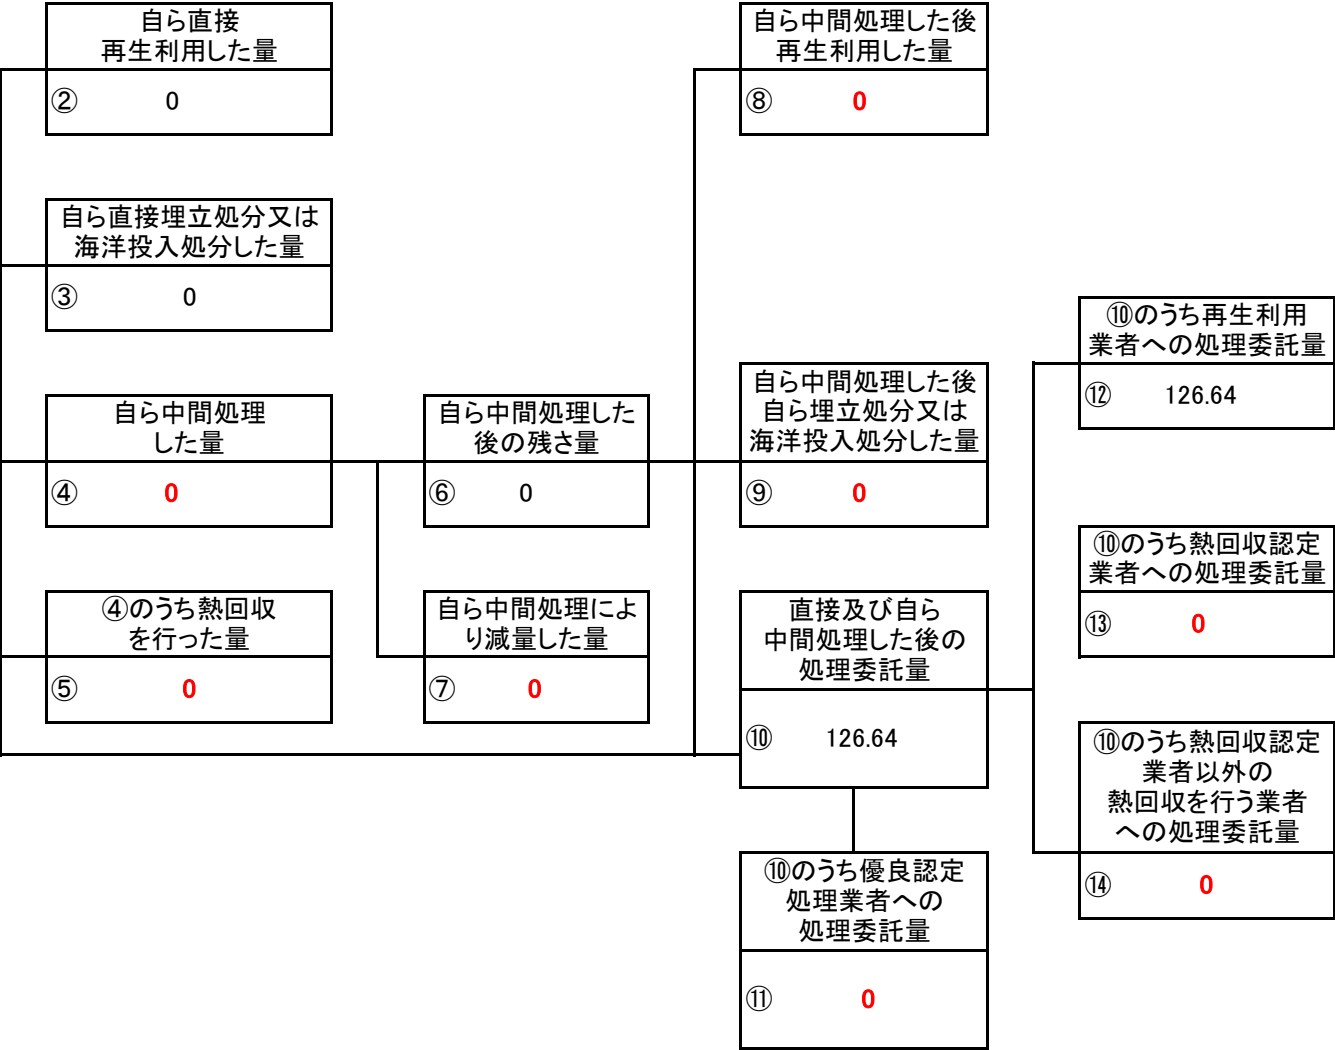 自ら直接
再生利用した量
② 0
自ら直接埋立処分又は
海洋投入処分した量
③ 0
自ら中間処理
した量
④ 0
④のうち熱回収
を行った量
⑤ 0
自ら中間処理した
後の残さ量
⑥ 0
自ら中間処理によ
り減量した量
⑦ 0
自ら中間処理した後
再生利用した量
⑧ 0
自ら中間処理した後
自ら埋立処分又は
海洋投入処分した量
⑨ 0
直接及び自ら
中間処理した後の
処理委託量
⑩ 126.64
⑩のうち優良認定
処理業者への
処理委託量
⑪ 0
⑩のうち再生利用
業者への処理委託量
⑫ 126.64
⑩のうち熱回収認定
業者への処理委託量
⑬ 0
⑩のうち熱回収認定
業者以外の
熱回収を行う業者
への処理委託量
⑭ 0